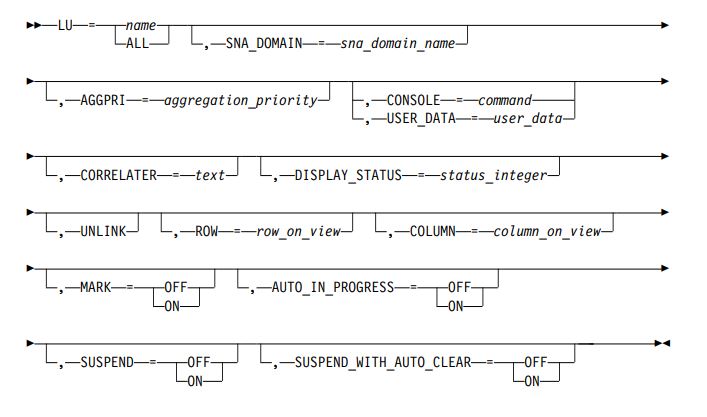 LU = name
ALL , SNA_DOMAIN = sna_domain_name
, AGGPRI = aggregation_priority , CONSOLE = command
, USER_DATA = user_data
, CORRELATER = text , DISPLAY_STATUS = status_integer
, UNLINK , ROW = row_on_view , COLUMN = column_on_view
, MARK = OFF , AUTO_IN_PROGRESS = OFF
ON ON
, SUSPEND = OFF , SUSPEND_WITH_AUTO_CLEAR = OFF
ON ON